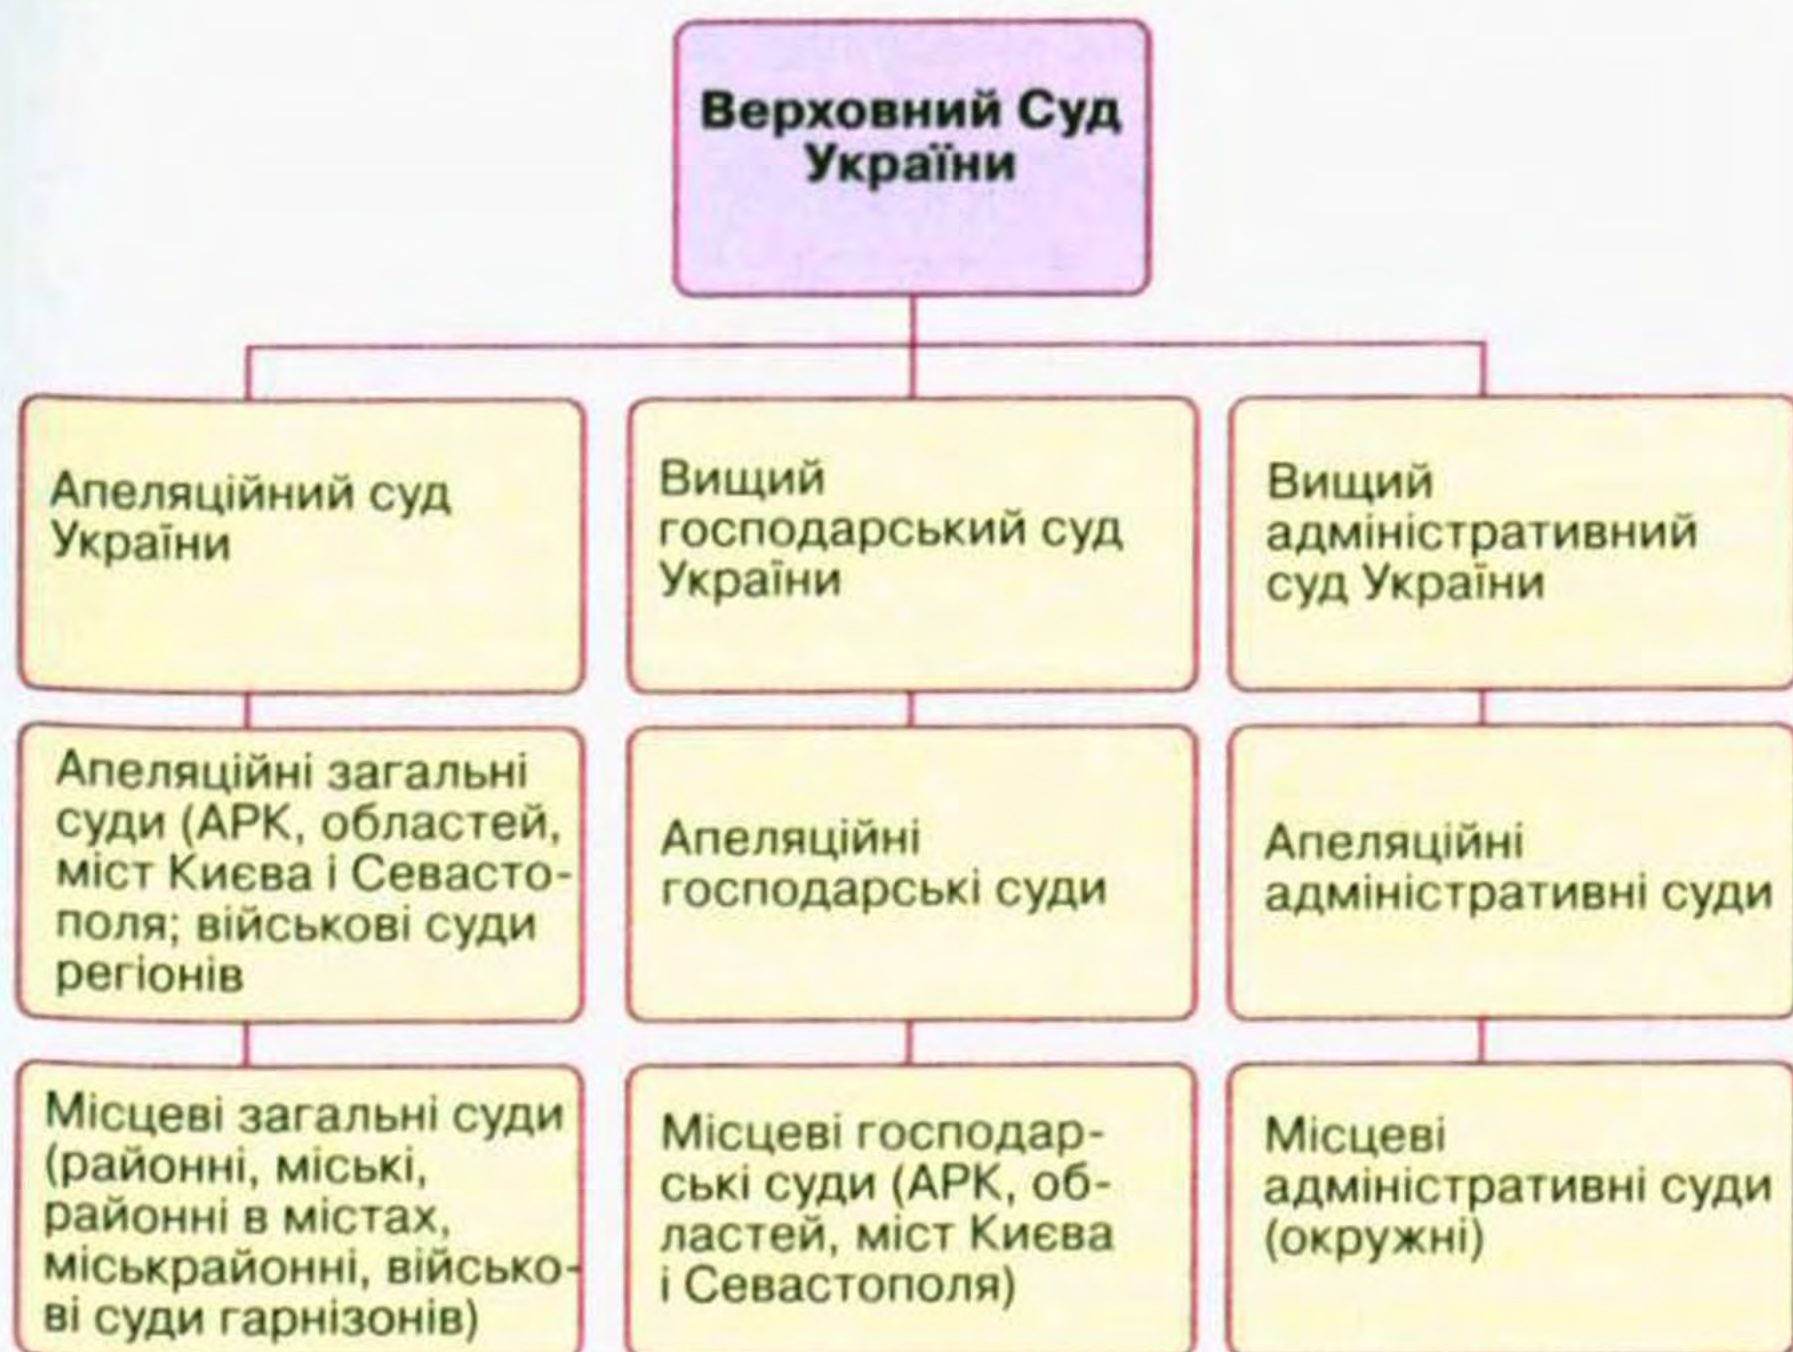 Верховний Суд
України
Апеляційний суд
України
Вищий
господарський суд
України
Вищий
адміністративний
суд України
Апеляційні загальні
суди (АРК, областей,
міст Києва і Севасто-
поля; військові суди
регіонів
Апеляційні
господарські суди
Апеляційні
адміністративні суди
Місцеві загальні суди
(районні, міські,
районні в містах,
міськрайонні, військо-
ві суди гарнізонів)
Місцеві господар-
ські суди (АРК, об-
ластей, міст Києва
і Севастополя)
Місцеві
адміністративні суди
(окружні)